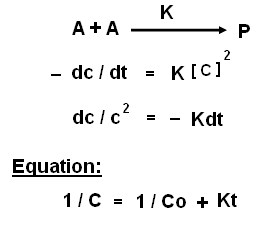 K
A + A ⟶ P
– dc / dt = K [C]²
dc / c² = – Kdt
Equation:
1 / C = 1 / Co + Kt